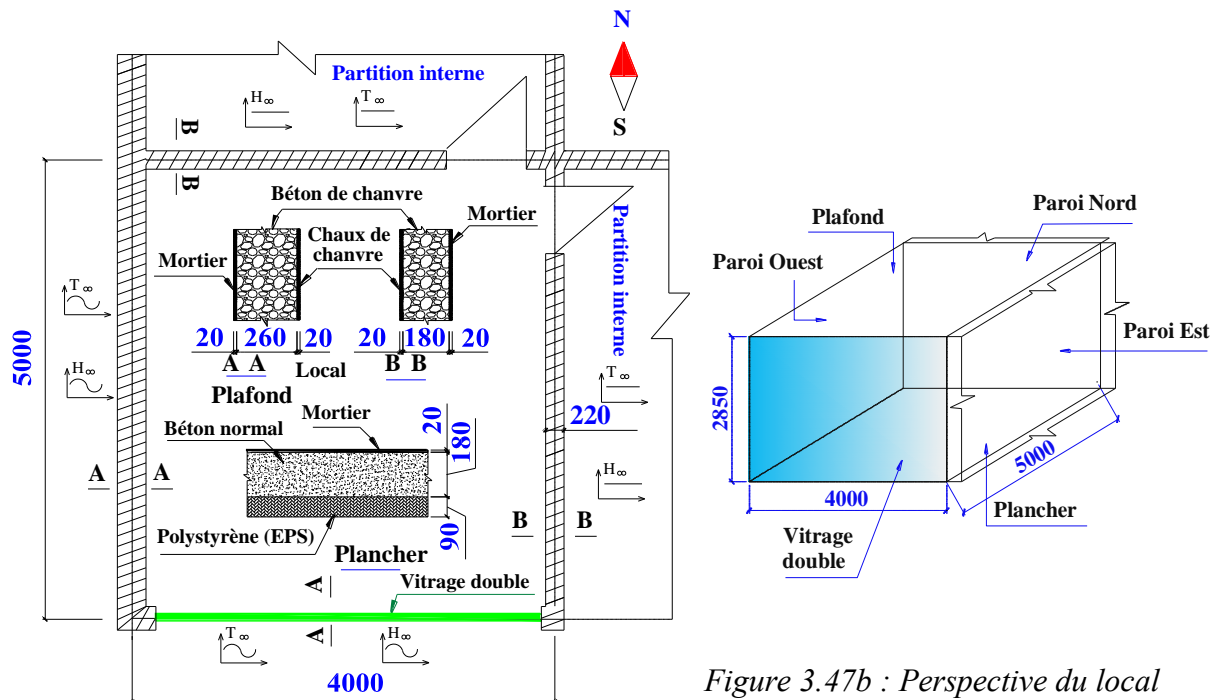 N
S
Partition interne
H∞
T∞
B
B
Béton de chanvre
Mortier
Chaux de
chanvre
Mortier
Partition interne
T∞
H∞
5000
20 260 20
20 180 20
A A
B B
Local
Plafond
Mortier
Béton normal
20
180
90
Polystyrène (EPS)
Plancher
A A
B B
T∞
220
H∞
A
A
Vitrage double
T∞
H∞
4000
Plafond
Paroi Nord
Paroi Ouest
Paroi Est
2850
5000
4000
Plancher
Vitrage
double
Figure 3.47b : Perspective du local